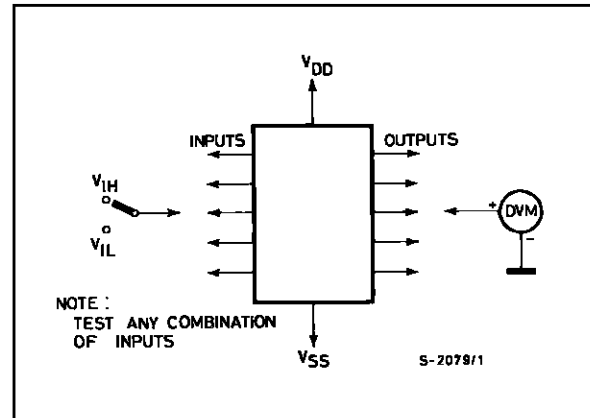 VDD
INPUTS
OUTPUTS
VIH
VIL
+
DVM
-
NOTE :
TEST ANY COMBINATION
OF INPUTS
VSS
S-2079/1